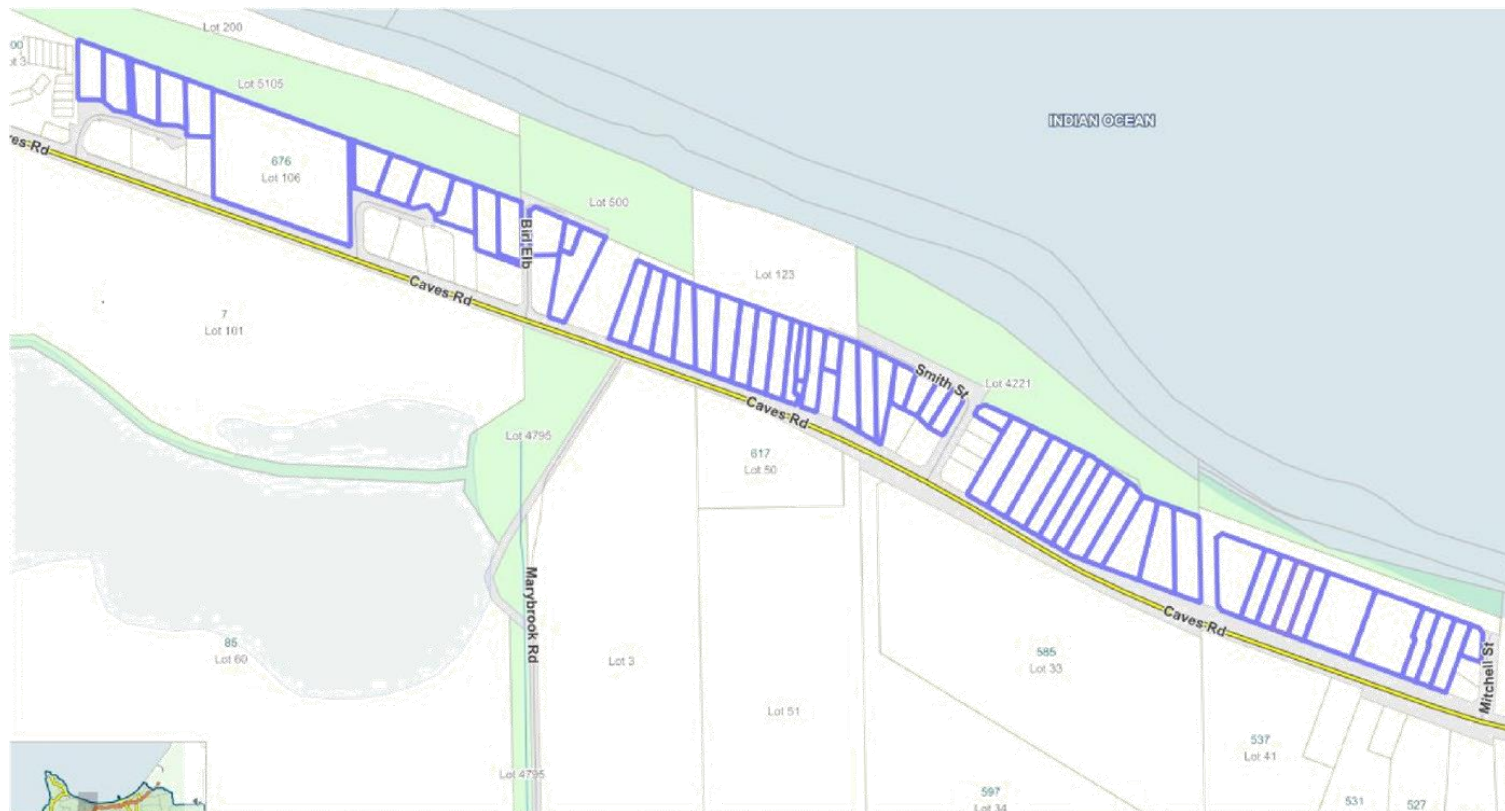 Lot 200
00
Lot 5105
INDIAN OCEAN
Caves Rd
676
Lot 106
Lot 500
Birl Elb
Lot 123
Caves Rd
7
Lot 101
Smith St
Lot 4221
Caves Rd
Lot 4795
617
Lot 50
Marybrook Rd
Caves Rd
85
Lot 60
Lot 3
585
Lot 33
Mitchell St
Lot 51
537
Lot 41
Lot 4795
597
Lot 34
531
527